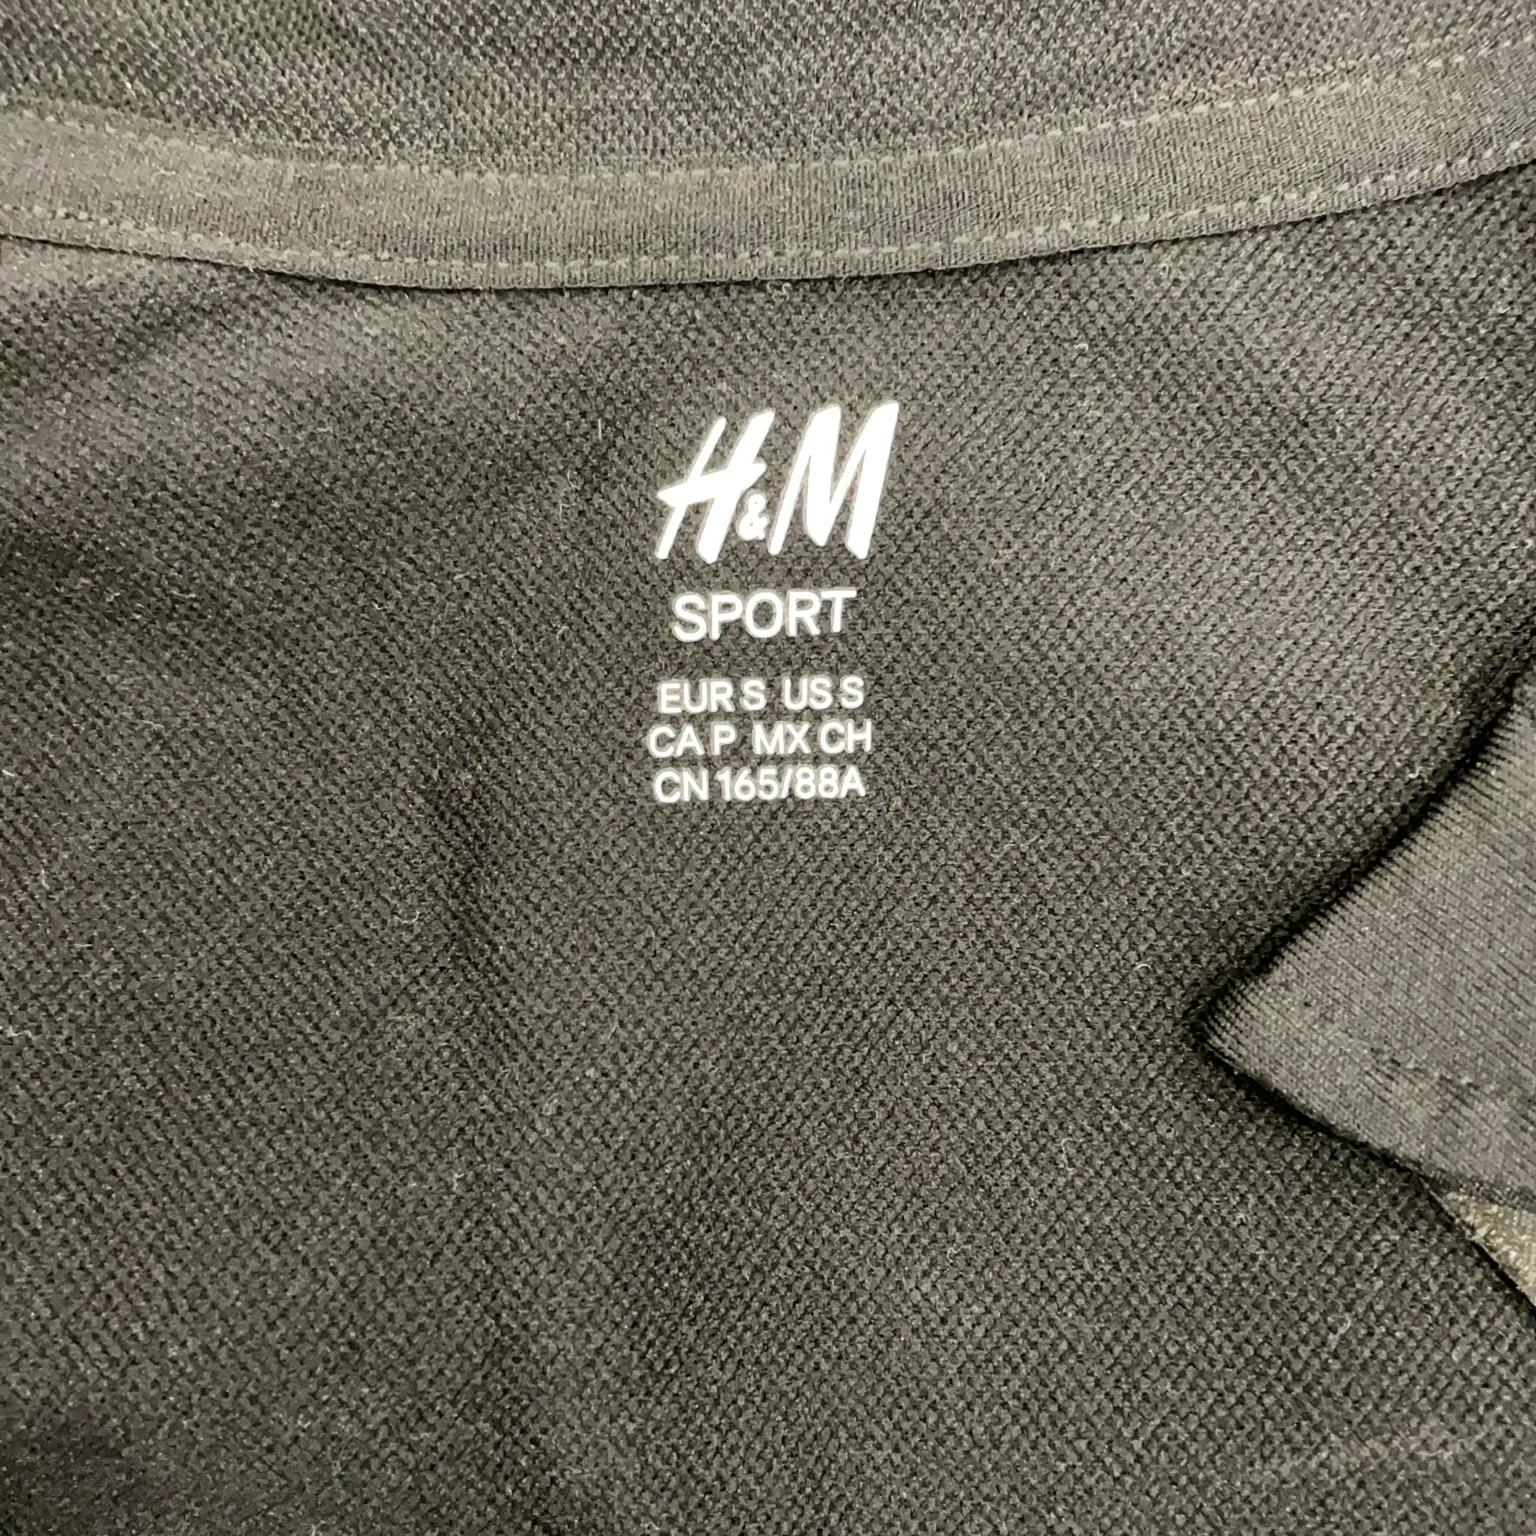 H&M
SPORT
EUR S US S
CA P MX CH
CN 165/88A